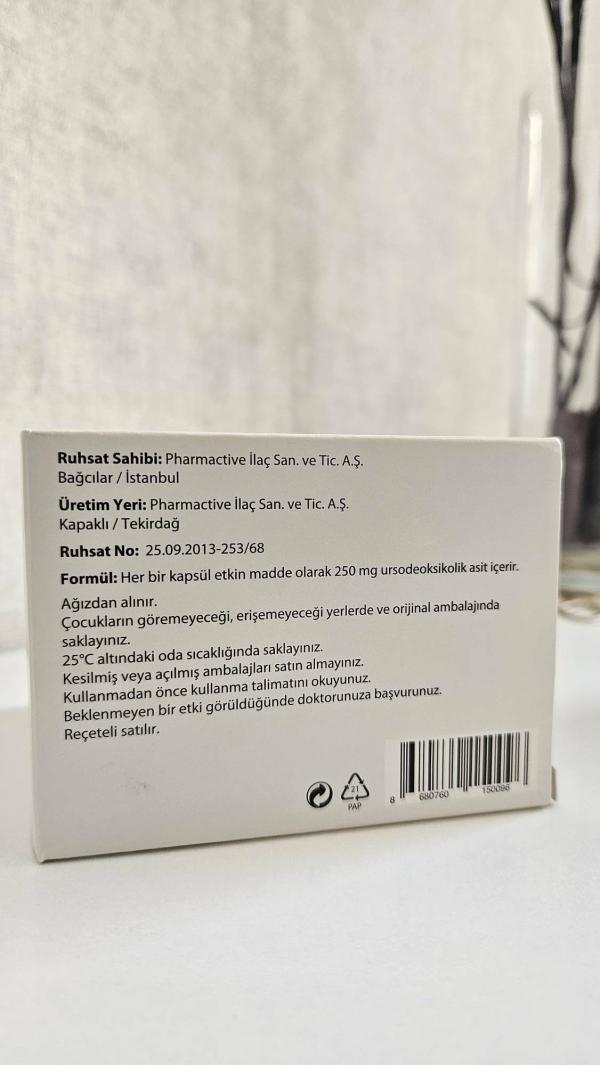 Ruhsat Sahibi: Pharmactive İlaç San. ve Tic. A.Ş.
Bağcılar / İstanbul
Üretim Yeri: Pharmactive İlaç San. ve Tic. A.Ş.
Kapaklı / Tekirdağ
Ruhsat No: 25.09.2013-253/68
Formül: Her bir kapsül etkin madde olarak 250 mg ursodeoksikolik asit içerir.
Ağızdan alınır.
Çocukların göremeyeceği, erişemeyeceği yerlerde ve orijinal ambalajında
saklayınız.
25°C altındaki oda sıcaklığında saklayınız.
Kesilmiş veya açılmış ambalajları satın almayınız.
Kullanmadan önce kullanma talimatını okuyunuz.
Beklenmeyen bir etki görüldüğünde doktorunuza başvurunuz.
Reçeteli satılır.
21
PAP
8 680760 150096